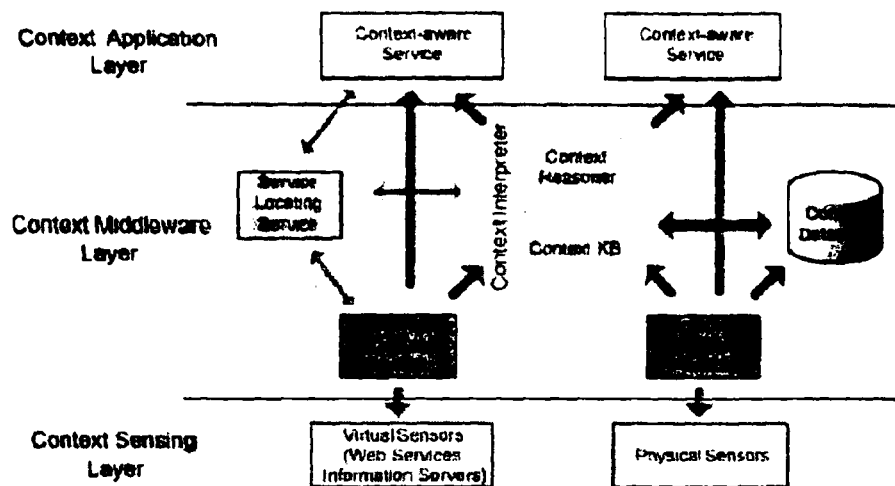 Context Application
Layer
Context-aware
Service
Context-aware
Service
Context Middleware
Layer
Service
Locating
Service
Context Interpreter
Context
Reasoner
Context KB
Context Sensing
Layer
Virtual Sensors
(Web Services
Information Servers)
Physical Sensors